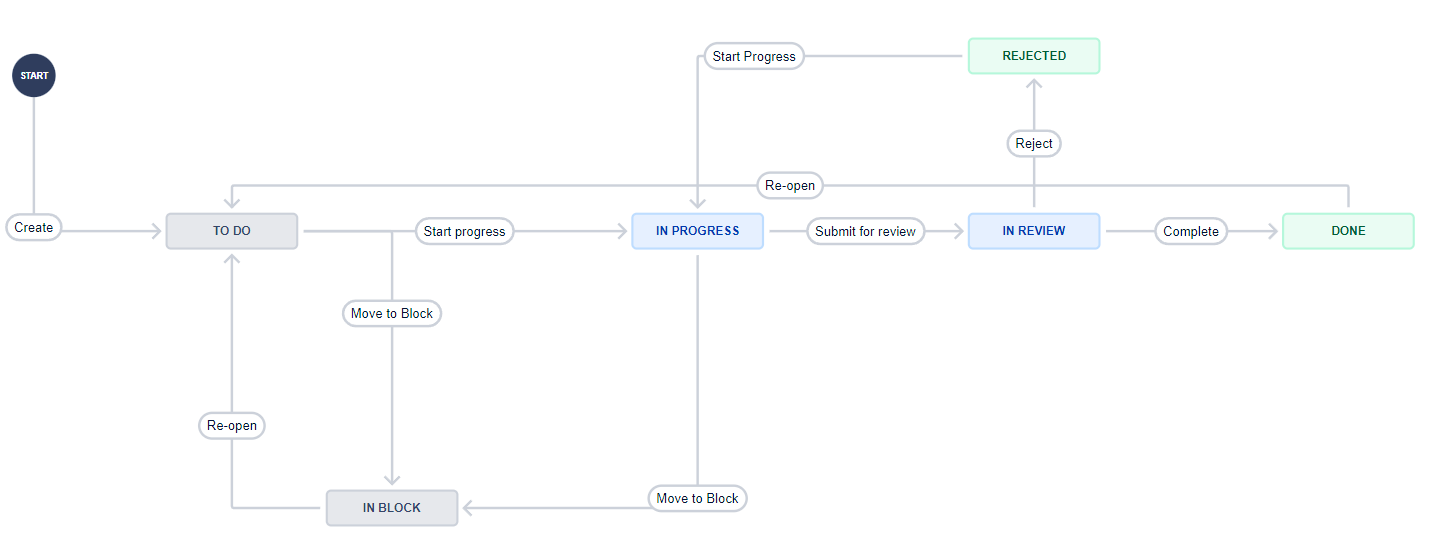 START
Start Progress
REJECTED
Reject
Re-open
Create
TO DO
Start progress
IN PROGRESS
Submit for review
IN REVIEW
Complete
DONE
Move to Block
Re-open
Move to Block
IN BLOCK